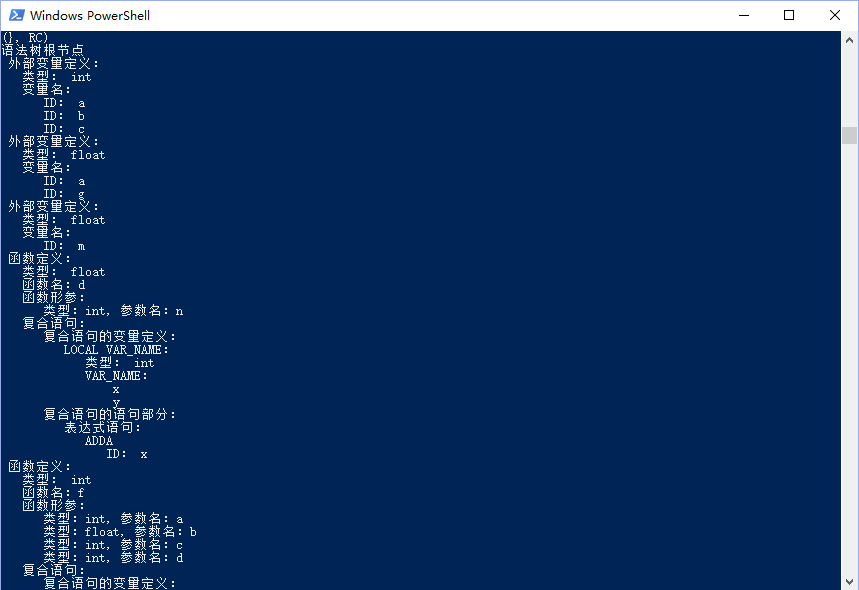 Windows PowerShell
(}, RC)
语法树根节点
外部变量定义:
类型: int
变量名:
ID: a
ID: b
ID: c
外部变量定义:
类型: float
变量名:
ID: a
ID: g
外部变量定义:
类型: float
变量名:
ID: m
函数定义:
类型: float
函数名: d
函数形参:
类型: int, 参数名: n
复合语句:
复合语句的变量定义:
LOCAL VAR_NAME:
类型: int
VAR_NAME:
x
y
复合语句的语句部分:
表达式语句:
ADDA
ID: x
函数定义:
类型: int
函数名: f
函数形参:
类型: int, 参数名: a
类型: float, 参数名: b
类型: int, 参数名: c
类型: int, 参数名: d
复合语句:
复合语句的变量定义: